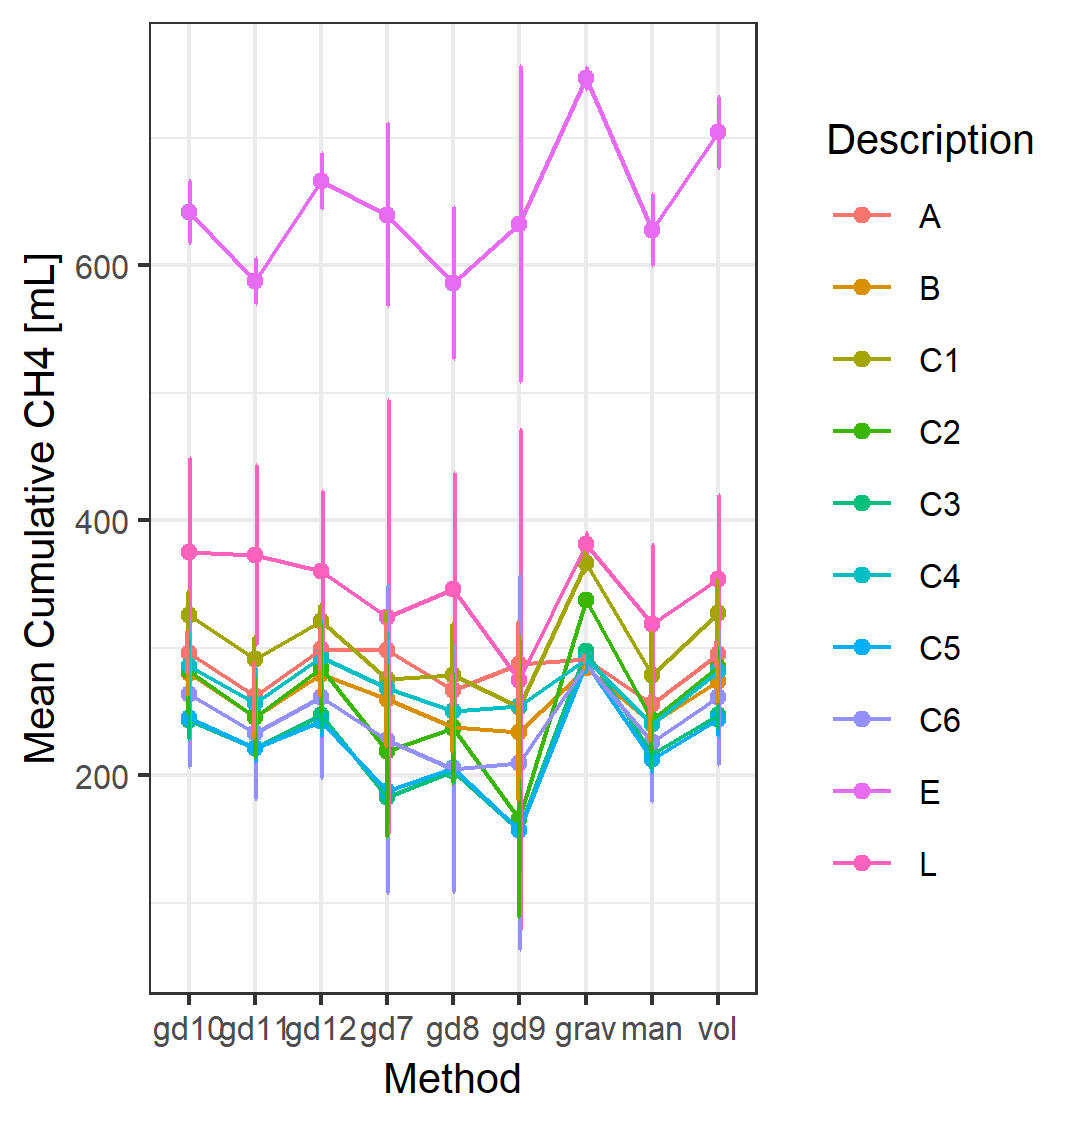 Mean Cumulative CH4 [mL]
600
400
200
gd10 gd11 gd12 gd7 gd8 gd9 grav man vol
Method
Description
A
B
C1
C2
C3
C4
C5
C6
E
L